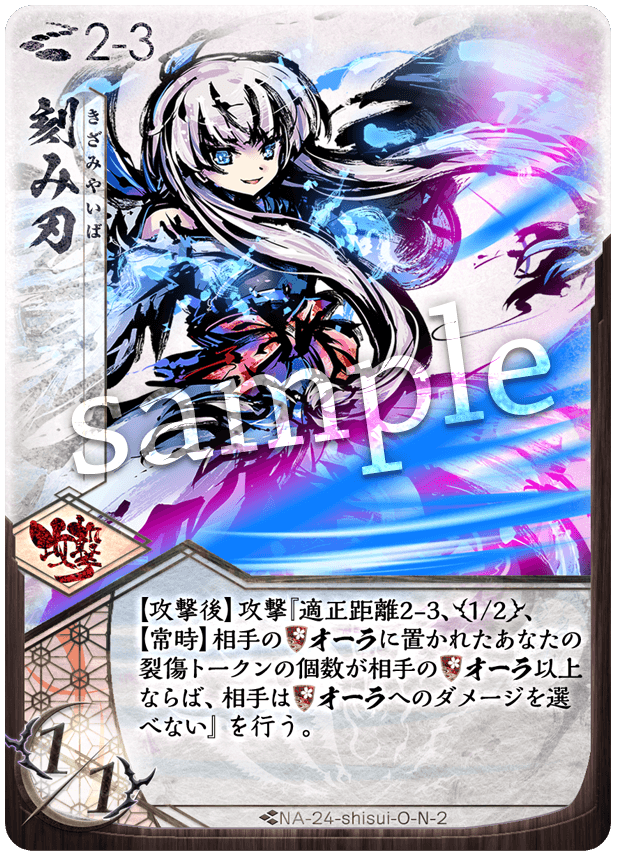 2-3
刻み刃
きざみやいば
sample
攻撃
【攻撃後】攻撃『適正距離2-3、1/2、
【常時】相手のオーラに置かれたあなたの
裂傷トークンの個数が相手のオーラ以上
ならば、相手はオーラへのダメージを選
べない』を行う。
1/1
NA-24-shisui-O-N-2